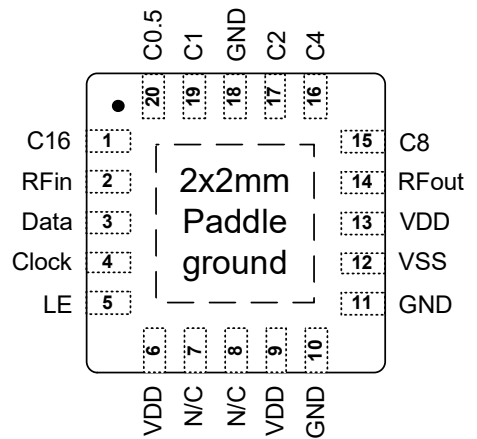 C0.5
C1
GND
C2
C4
20
19
18
17
16
C16
1
RFin
2
Data
3
Clock
4
LE
5
2x2mm
Paddle
ground
15
C8
14
RFout
13
VDD
12
VSS
11
GND
6
7
8
9
10
VDD
N/C
N/C
VDD
GND